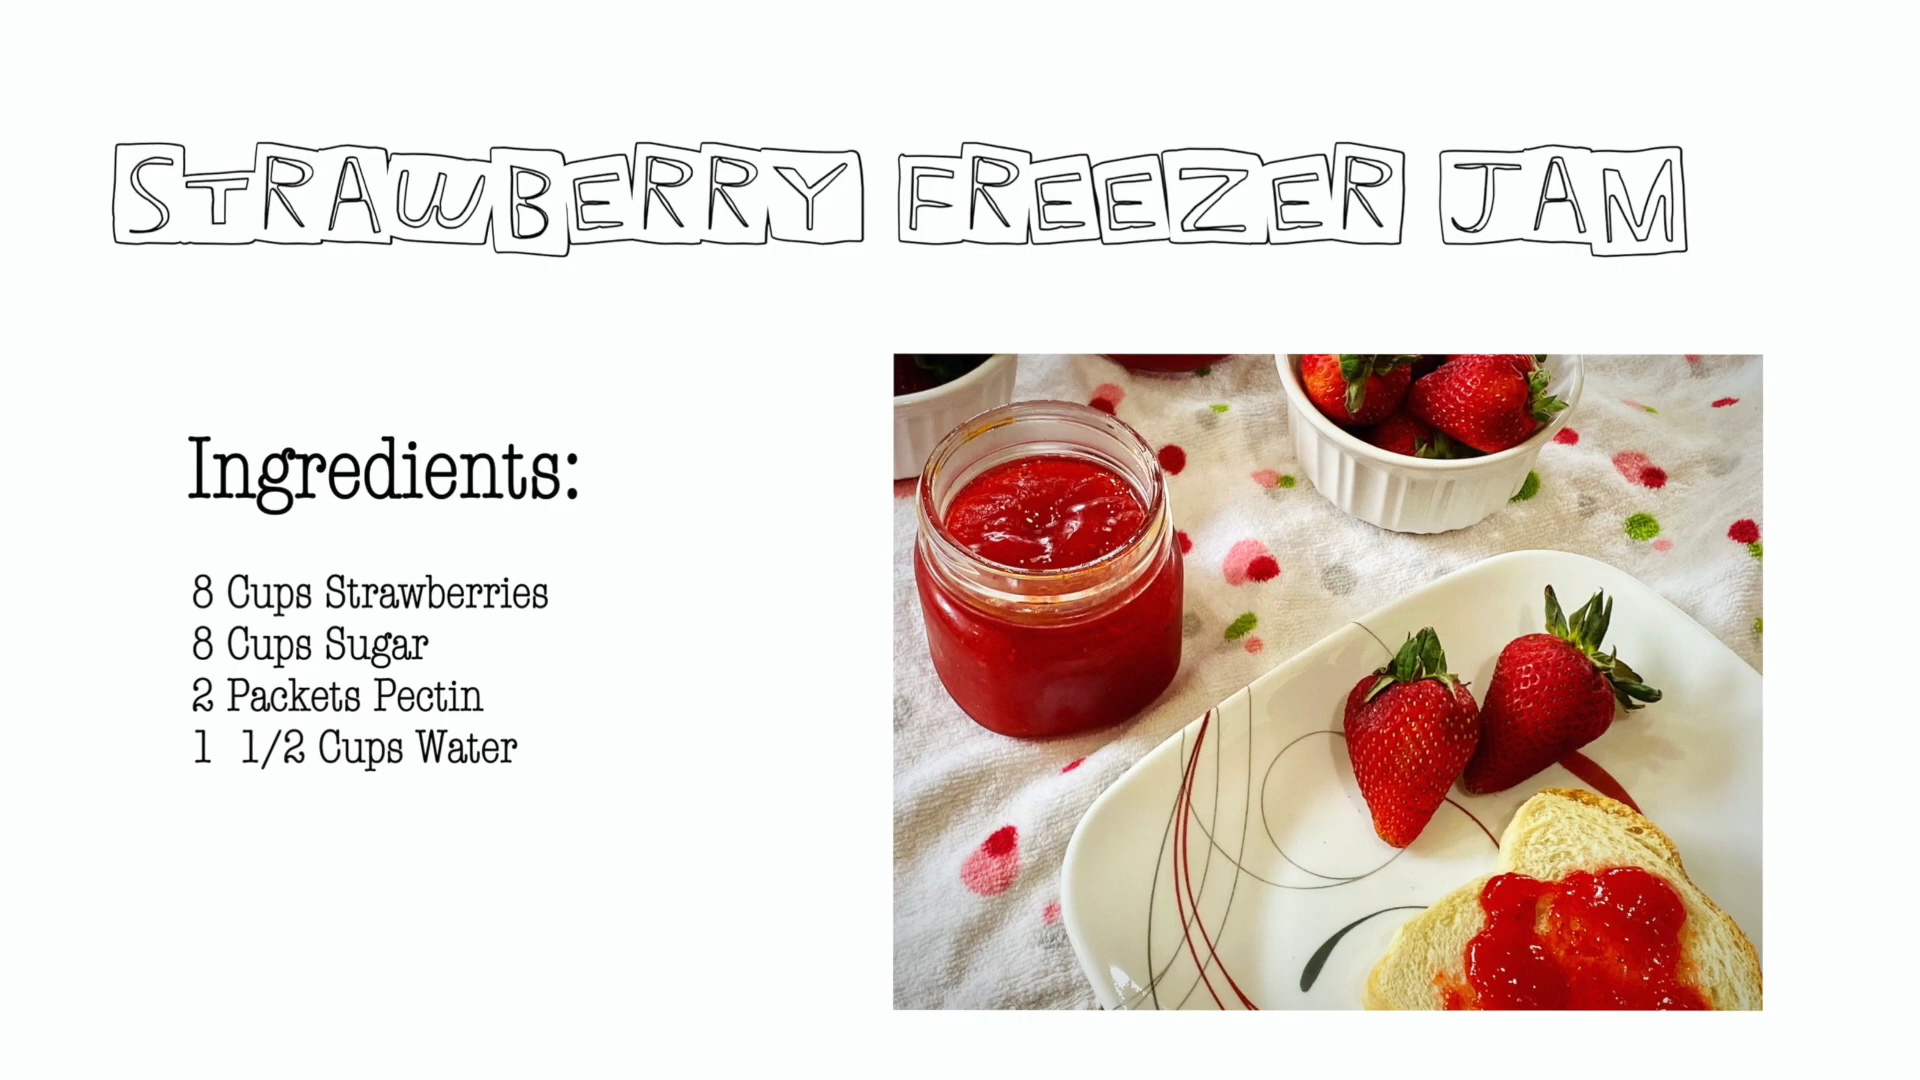 STRAWBERRY FREEZER JAM
Ingredients:
8 Cups Strawberries
8 Cups Sugar
2 Packets Pectin
1 1/2 Cups Water